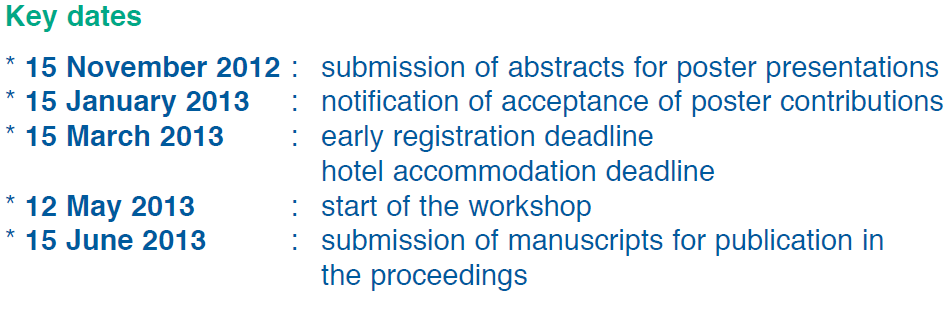 Key dates
* 15 November 2012 : submission of abstracts for poster presentations
* 15 January 2013 : notification of acceptance of poster contributions
* 15 March 2013 : early registration deadline
hotel accommodation deadline
* 12 May 2013 : start of the workshop
* 15 June 2013 : submission of manuscripts for publication in
the proceedings